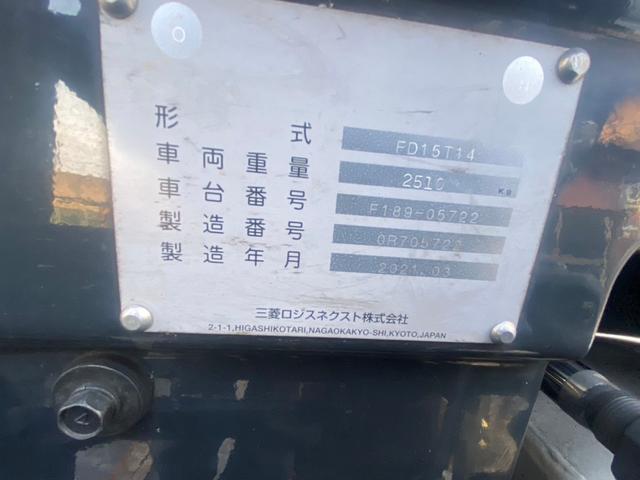 形式 FD15T14
車両重量 2510 Kg
車台番号 F189-05722
製造番号
製造年月 2021.03
三菱ロジスネクスト株式会社
2-1-1,HIGASHIKOTARI,NAGAOKAKYO-SHI,KYOTO,JAPAN